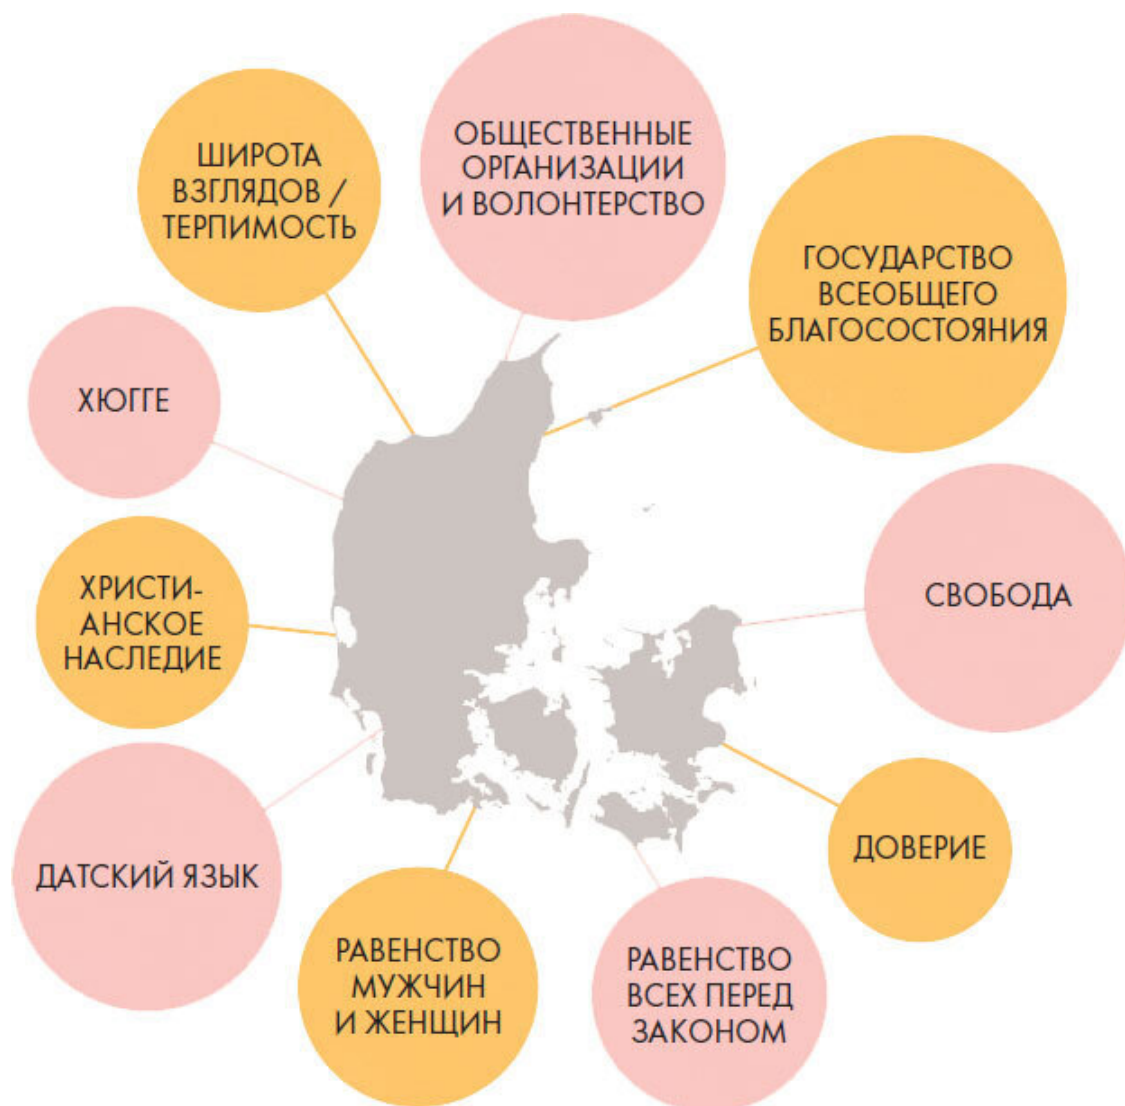 ШИРОТА
ВЗГЛЯДОВ /
ТЕРПИМОСТЬ
ОБЩЕСТВЕННЫЕ
ОРГАНИЗАЦИИ
И ВОЛОНТЕРСТВО
ГОСУДАРСТВО
ВСЕОБЩЕГО
БЛАГОСОСТОЯНИЯ
ХЮГГЕ
СВОБОДА
ХРИСТИ-
АНСКОЕ
НАСЛЕДИЕ
ДОВЕРИЕ
ДАТСКИЙ ЯЗЫК
РАВЕНСТВО
МУЖЧИН
И ЖЕНЩИН
РАВЕНСТВО
ВСЕХ ПЕРЕД
ЗАКОНОМ